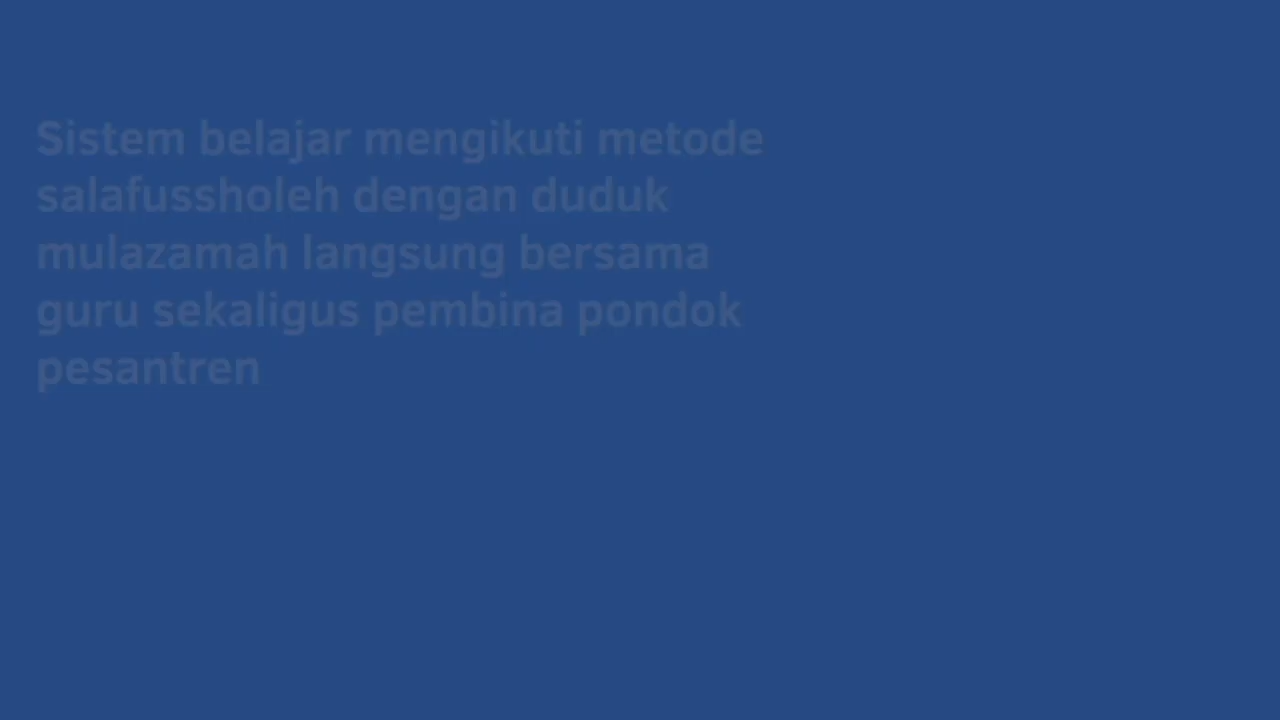 Sistem belajar mengikuti metode
salafussholeh dengan duduk
mulazamah langsung bersama
guru sekaligus pembina pondok
pesantren